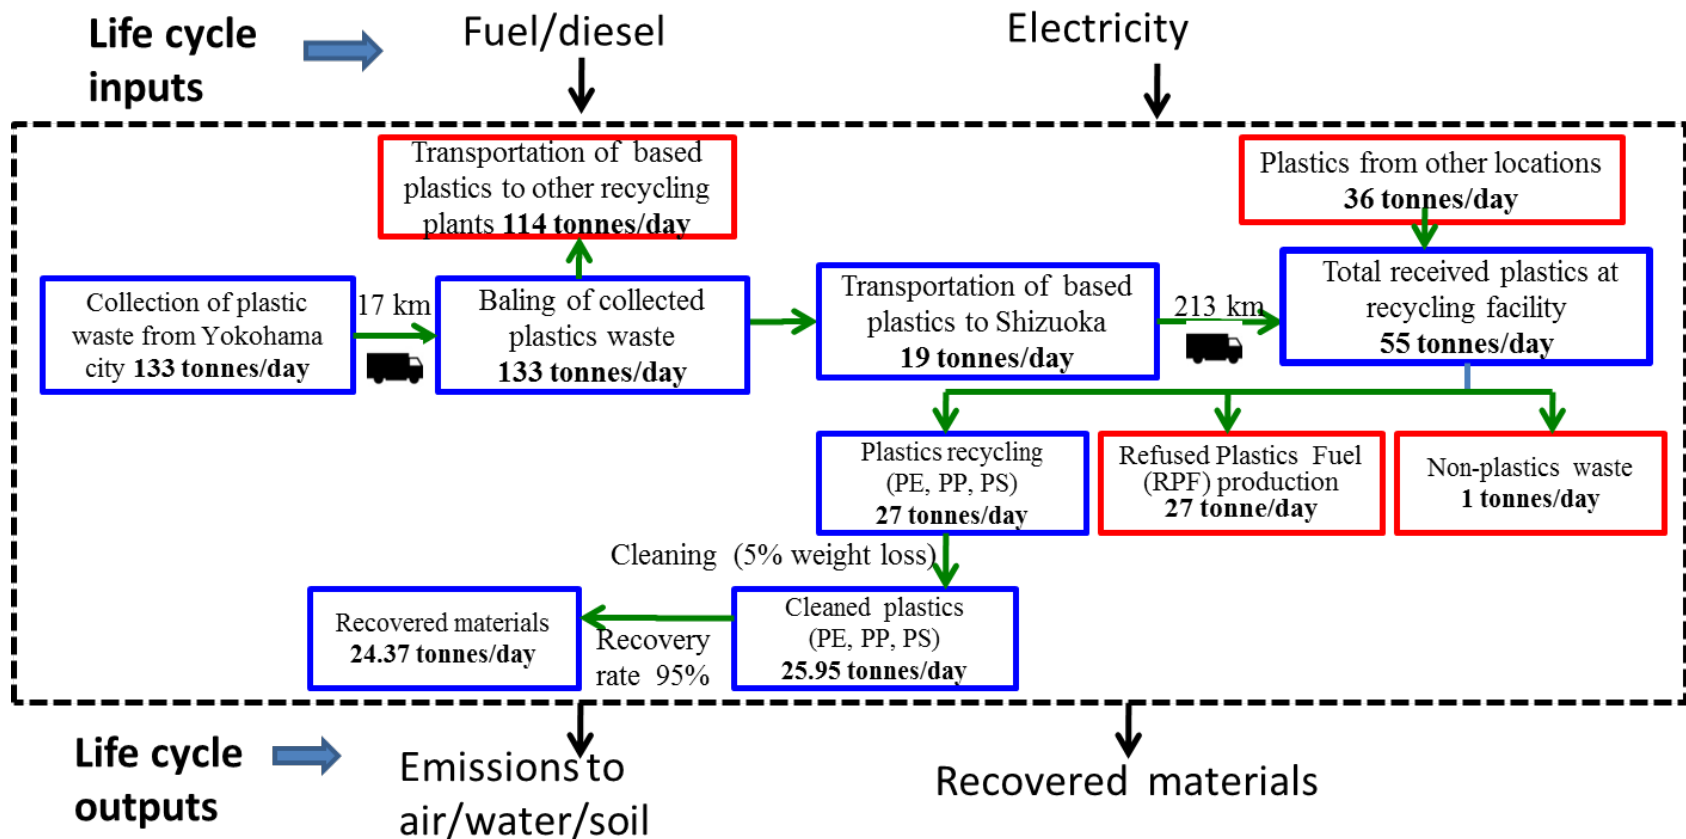 Life cycle
inputs
Fuel/diesel
Electricity
Transportation of based
plastics to other recycling
plants 114 tonnes/day
Plastics from other locations
36 tonnes/day
Collection of plastic
waste from Yokohama
city 133 tonnes/day
17 km
Baling of collected
plastics waste
133 tonnes/day
Transportation of based
plastics to Shizuoka
19 tonnes/day
213 km
Total received plastics at
recycling facility
55 tonnes/day
Plastics recycling
(PE, PP, PS)
27 tonnes/day
Refused Plastics Fuel
(RPF) production
27 tonne/day
Non-plastics waste
1 tonnes/day
Cleaning (5% weight loss)
Recovered materials
24.37 tonnes/day
Recovery
rate 95%
Cleaned plastics
(PE, PP, PS)
25.95 tonnes/day
Life cycle
outputs
Emissions to
air/water/soil
Recovered materials